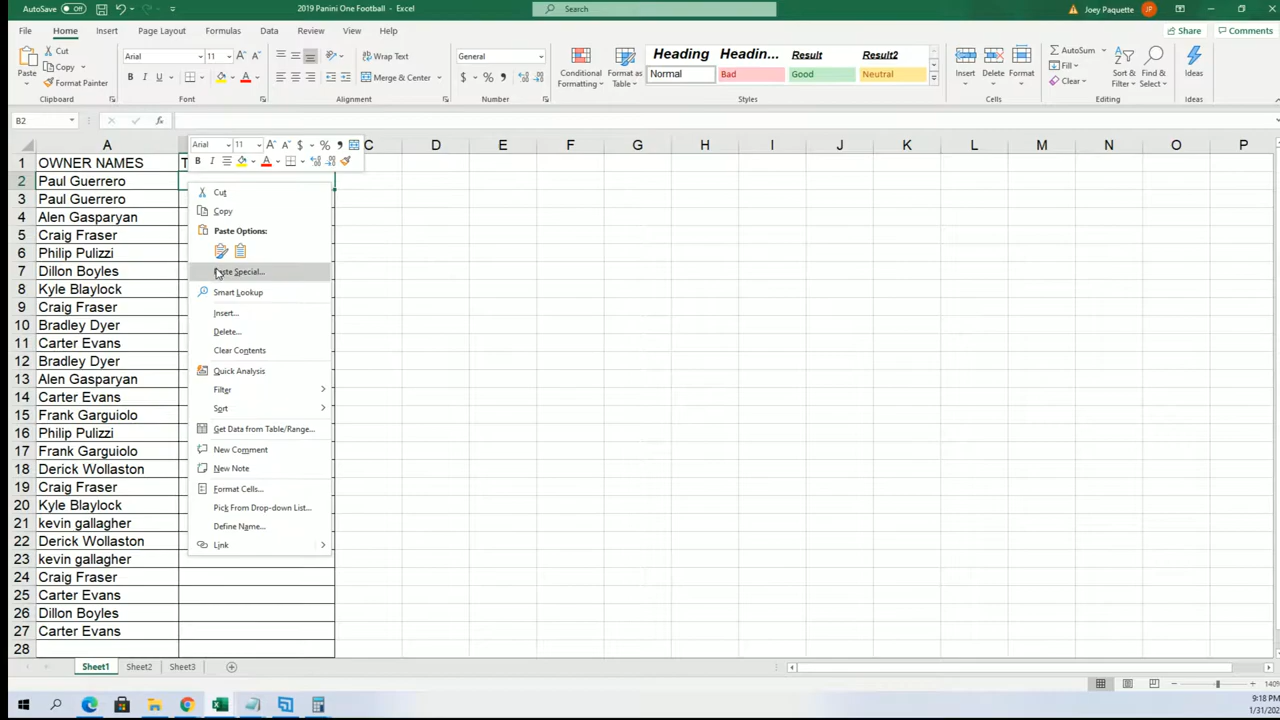 AutoSave Off 2019 Panini One Football - Excel Search Joey Paquette JP
File Home Insert Page Layout Formulas Data Review View Help Share Comments
Paste Cut Copy Format Painter Clipboard
Arial 11 B I U Font
Wrap Text Merge & Center Alignment
General $ % Number
Conditional Formatting Format as Table
Heading Headin... Result Result2
Normal Bad Good Neutral Styles
Insert Delete Format Cells
AutoSum Fill Clear Sort & Filter Find & Select Editing
Ideas Ideas
B2 fx
Arial 11 $ %
B I A
A C D E F G H I J K L M N O P
1 OWNER NAMES T
2 Paul Guerrero
3 Paul Guerrero
4 Alen Gasparyan
5 Craig Fraser
6 Philip Pulizzi
7 Dillon Boyles
8 Kyle Blaylock
9 Craig Fraser
10 Bradley Dyer
11 Carter Evans
12 Bradley Dyer
13 Alen Gasparyan
14 Carter Evans
15 Frank Garguiolo
16 Philip Pulizzi
17 Frank Garguiolo
18 Derick Wollaston
19 Craig Fraser
20 Kyle Blaylock
21 kevin gallagher
22 Derick Wollaston
23 kevin gallagher
24 Craig Fraser
25 Carter Evans
26 Dillon Boyles
27 Carter Evans
28
Cut
Copy
Paste Options:
Paste Special...
Smart Lookup
Insert...
Delete...
Clear Contents
Quick Analysis
Filter
Sort
Get Data from Table/Range...
New Comment
New Note
Format Cells...
Pick From Drop-down List...
Define Name...
Link
Sheet1 Sheet2 Sheet3
140%
9:18 PM